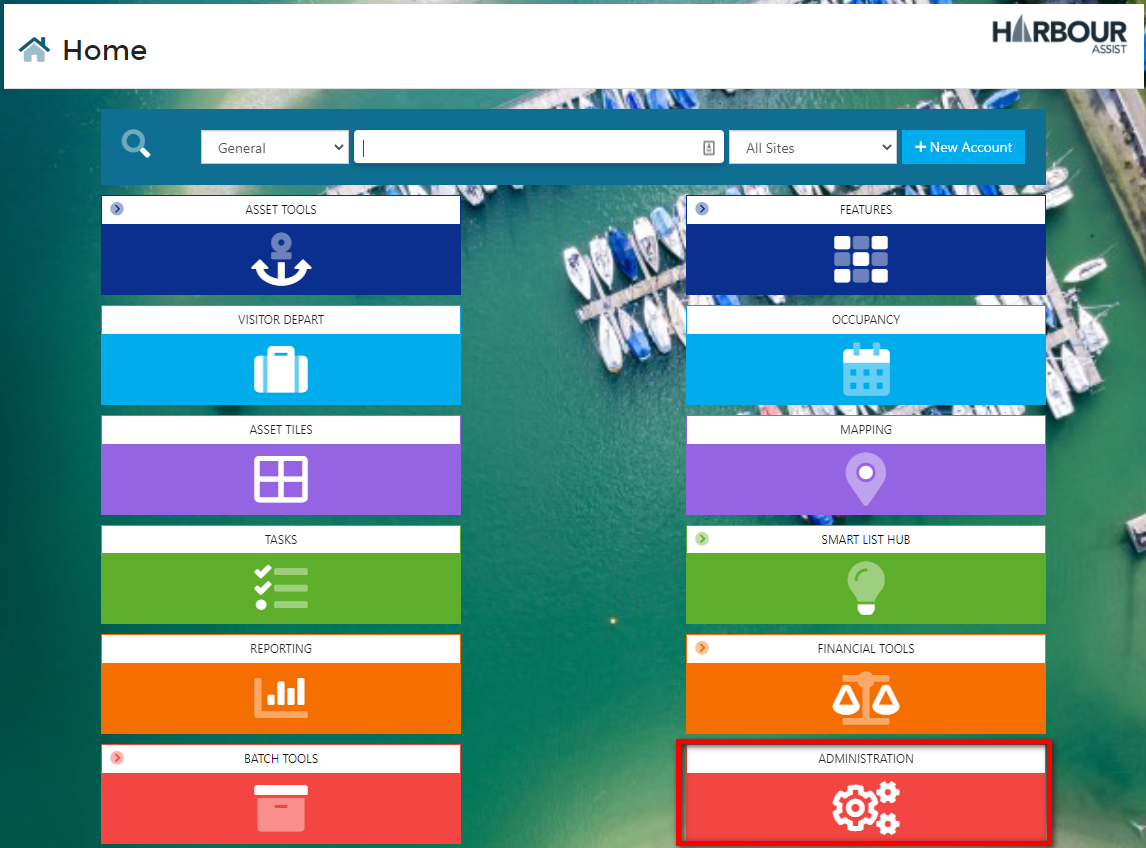 Home
HARBOUR
ASSIST
General
All Sites
+ New Account
ASSET TOOLS
FEATURES
VISITOR DEPART
OCCUPANCY
ASSET TILES
MAPPING
TASKS
SMART LIST HUB
REPORTING
FINANCIAL TOOLS
BATCH TOOLS
ADMINISTRATION